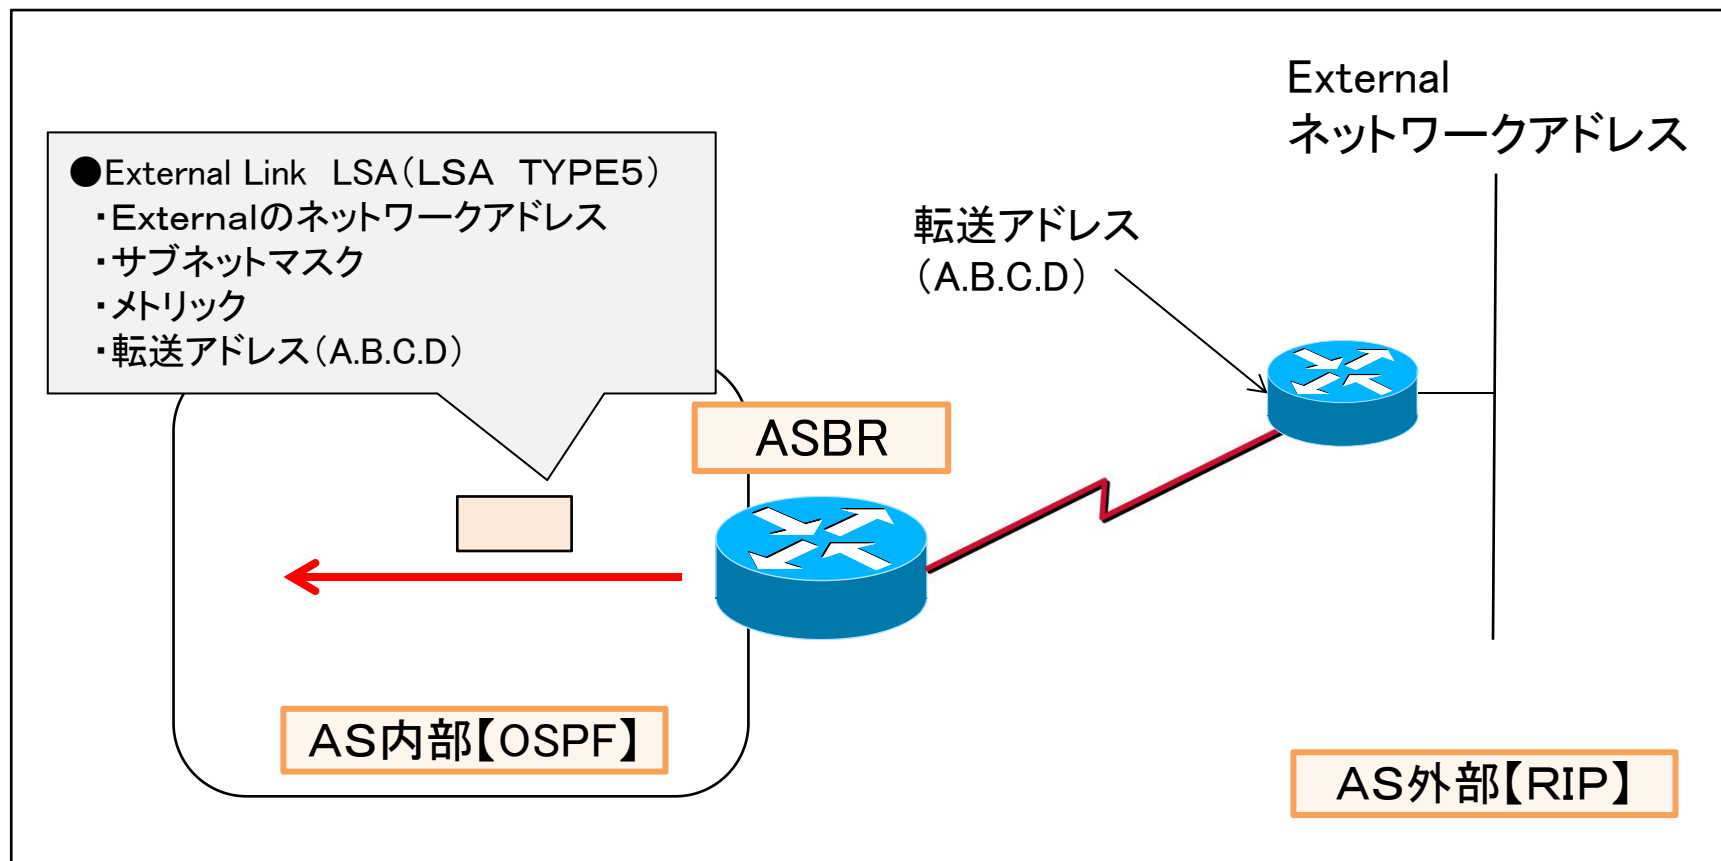 External
ネットワークアドレス
●External Link　LSA（LSA　TYPE5）
・Externalのネットワークアドレス
・サブネットマスク
・メトリック
・転送アドレス（A.B.C.D）
転送アドレス
（A.B.C.D）
ASBR
AS内部【OSPF】
AS外部【RIP】